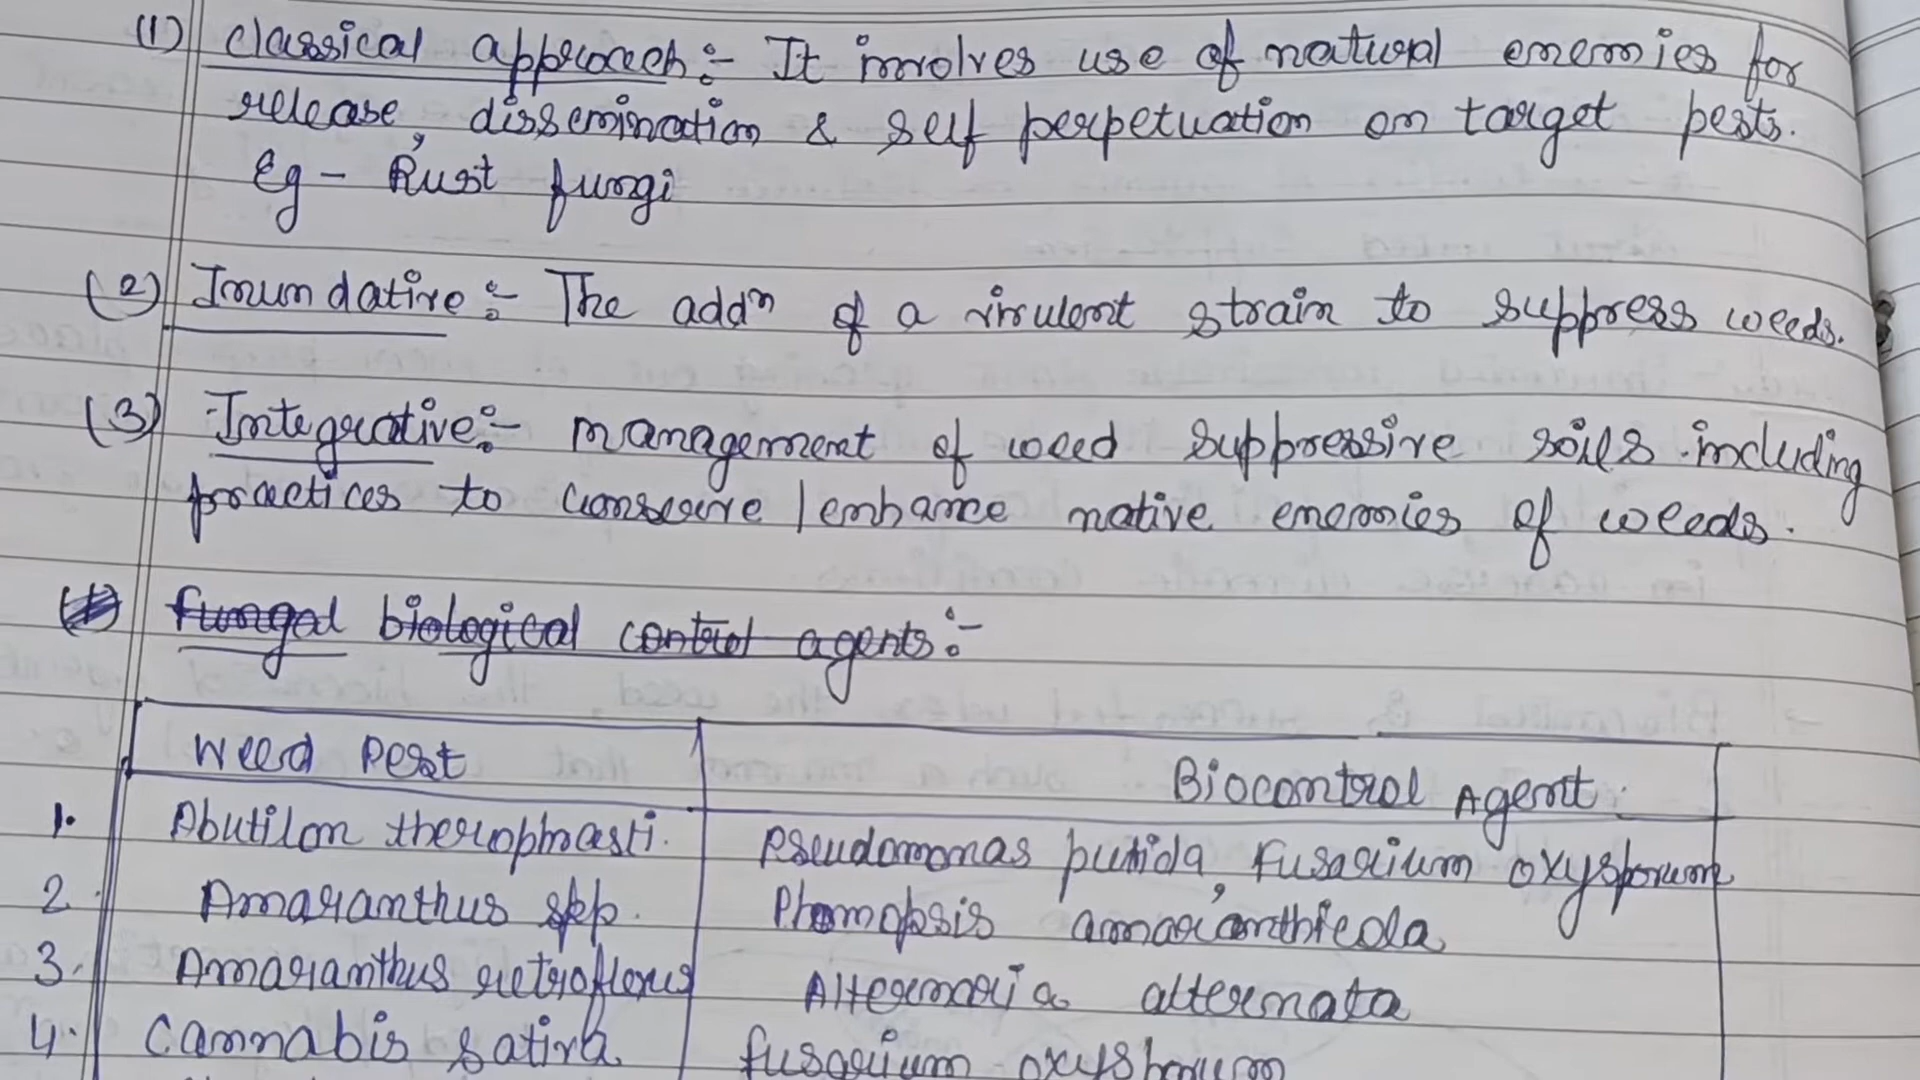 (1) Classical approach:- It involves use of natural enemies for
release, dissemination & self perpetuation on target pests.
Eg - Rust fungi
(2) Inundative:- The addn of a virulent strain to suppress weeds.
(3) Integrative:- management of weed suppressive soils including
practices to conserve / enhance native enemies of weeds.
fungal biological control agents:-
Weed Pest | Biocontrol Agent
1. Abutilon therophrasti. | Pseudomonas putida, Fusarium oxysporum
2. Amaranthus spp. | Phomopsis amaranthicola
3. Amaranthus retroflexus | Alternaria alternata
4. Cannabis sativa | fusarium oxysporum